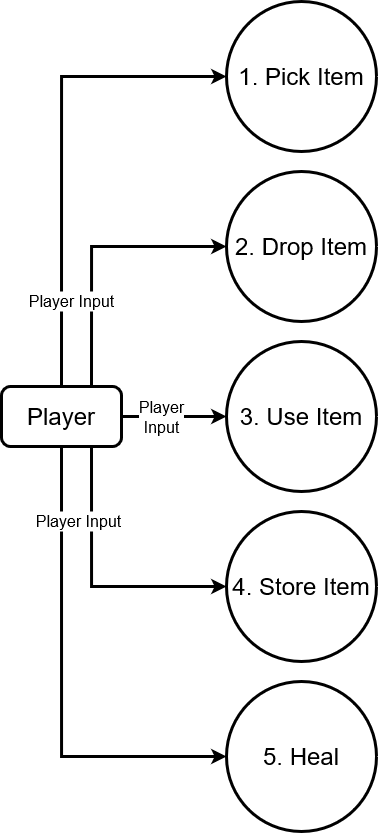 1. Pick Item
2. Drop Item
Player Input
Player
Player
Input
3. Use Item
Player Input
4. Store Item
5. Heal